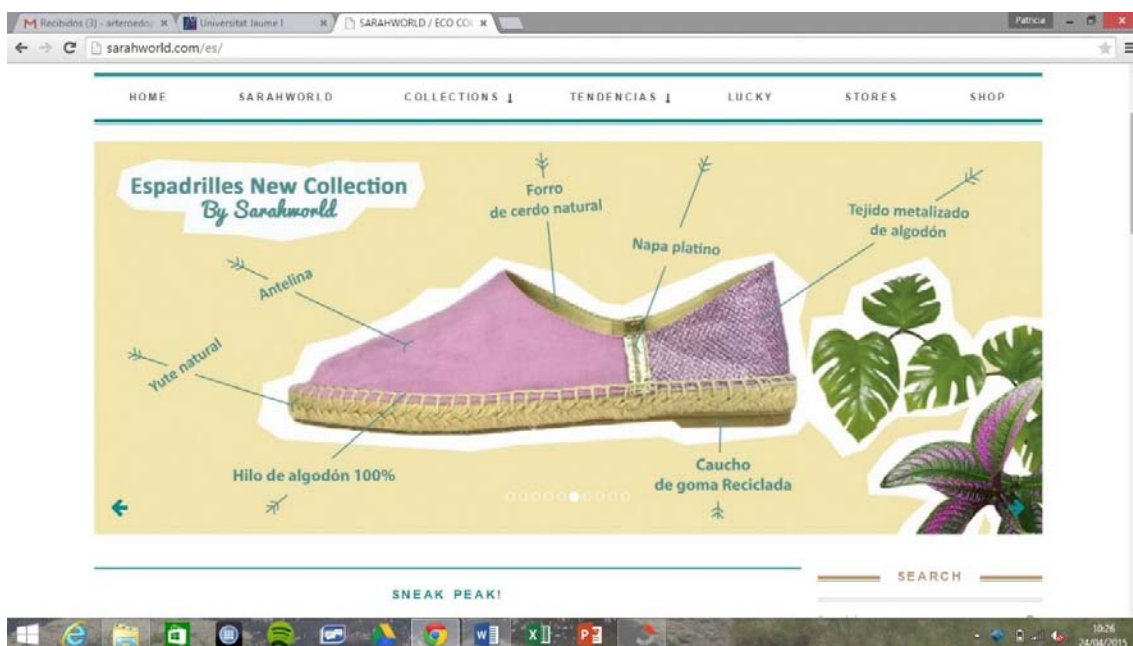 Recibidos (3) - arteroedo
Universitat Jaume I
SARAHWORLD / ECO CO
Patricia
sarahworld.com/es/
HOME SARAHWORLD COLLECTIONS TENDENCIAS LUCKY STORES SHOP
Espadrilles New Collection
By Sarahworld
Forro
de cerdo natural
Napa platino
Tejido metalizado
de algodón
Antelina
Yute natural
Hilo de algodón 100%
Caucho
de goma Reciclada
SNEAK PEAK!
SEARCH
10:26
24/04/2015